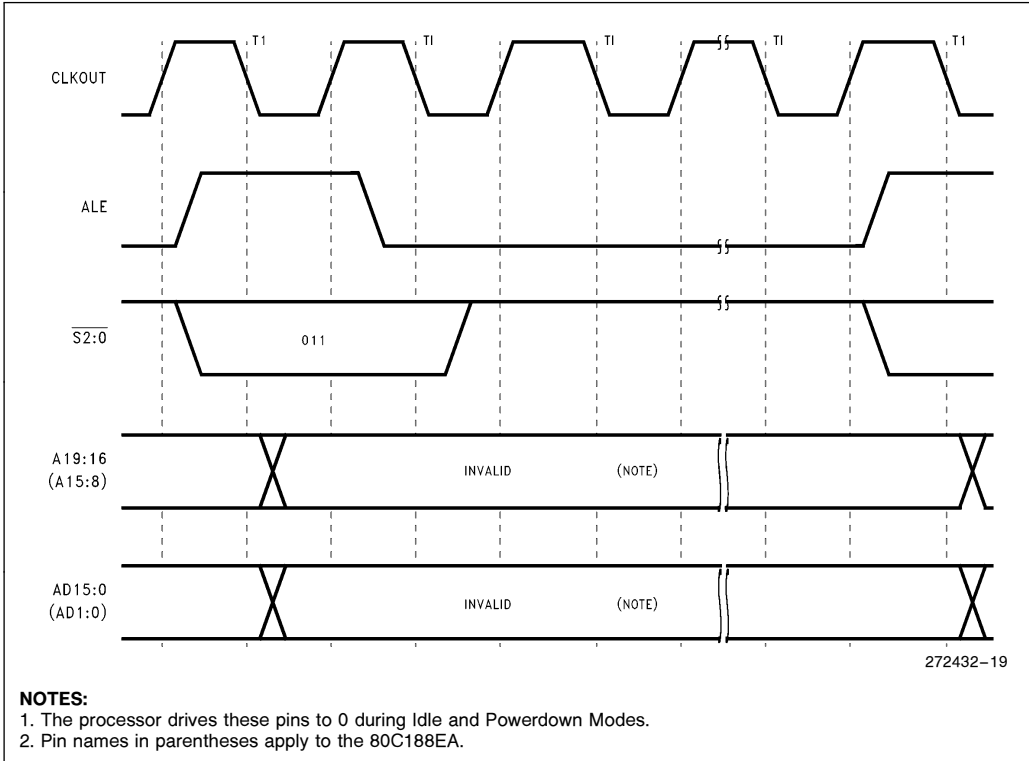 T1 TI TI TI T1
CLKOUT
ALE
S2:0
011
A19:16
(A15:8)
INVALID (NOTE)
AD15:0
(AD1:0)
INVALID (NOTE)
272432–19
NOTES:
1. The processor drives these pins to 0 during Idle and Powerdown Modes.
2. Pin names in parentheses apply to the 80C188EA.